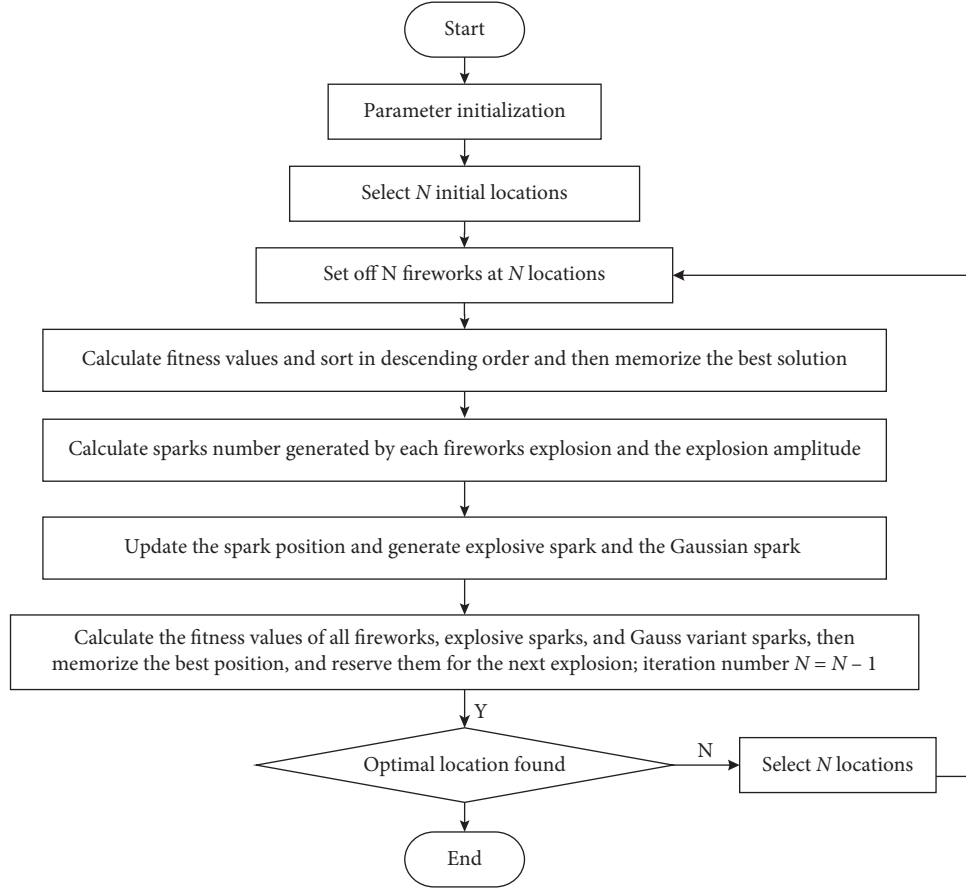 Start
Parameter initialization
Select N initial locations
Set off N fireworks at N locations
Calculate fitness values and sort in descending order and then memorize the best solution
Calculate sparks number generated by each fireworks explosion and the explosion amplitude
Update the spark position and generate explosive spark and the Gaussian spark
Calculate the fitness values of all fireworks, explosive sparks, and Gauss variant sparks, then
memorize the best position, and reserve them for the next explosion; iteration number N = N – 1
Y
Optimal location found
N
Select N locations
End